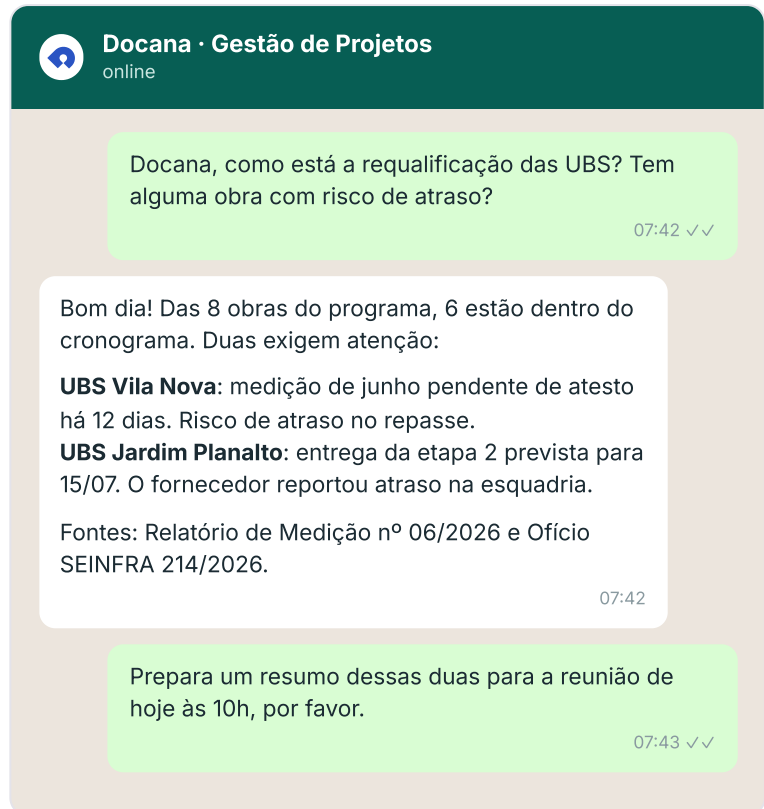 Docana · Gestão de Projetos
online
Docana, como está a requalificação das UBS? Tem
alguma obra com risco de atraso?
07:42 ✓✓
Bom dia! Das 8 obras do programa, 6 estão dentro do
cronograma. Duas exigem atenção:
UBS Vila Nova: medição de junho pendente de atesto
há 12 dias. Risco de atraso no repasse.
UBS Jardim Planalto: entrega da etapa 2 prevista para
15/07. O fornecedor reportou atraso na esquadria.
Fontes: Relatório de Medição nº 06/2026 e Ofício
SEINFRA 214/2026.
07:42
Prepara um resumo dessas duas para a reunião de
hoje às 10h, por favor.
07:43 ✓✓